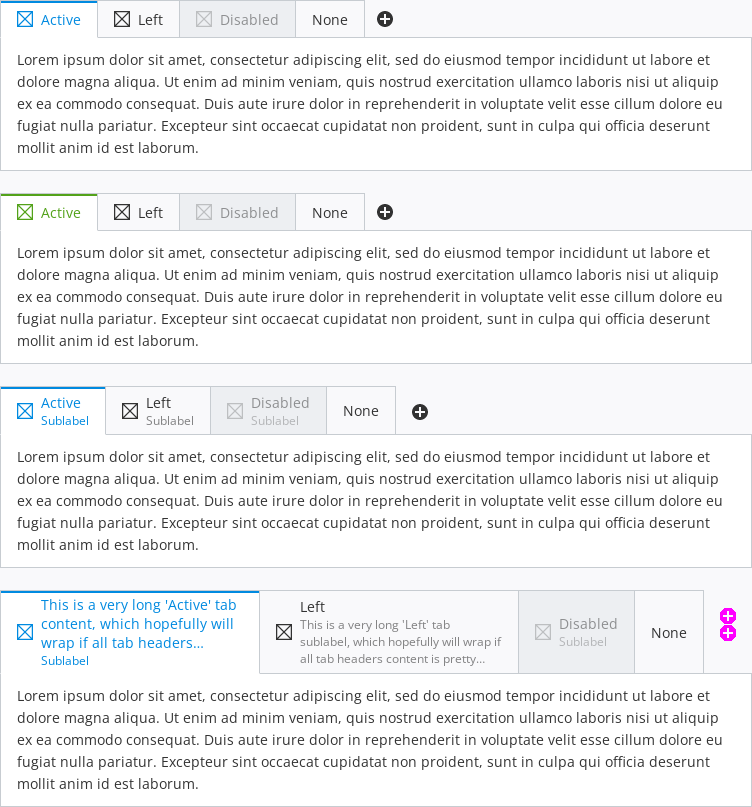 Active Left Disabled None
Lorem ipsum dolor sit amet, consectetur adipiscing elit, sed do eiusmod tempor incididunt ut labore et
dolore magna aliqua. Ut enim ad minim veniam, quis nostrud exercitation ullamco laboris nisi ut aliquip
ex ea commodo consequat. Duis aute irure dolor in reprehenderit in voluptate velit esse cillum dolore eu
fugiat nulla pariatur. Excepteur sint occaecat cupidatat non proident, sunt in culpa qui officia deserunt
mollit anim id est laborum.
Active Left Disabled None
Lorem ipsum dolor sit amet, consectetur adipiscing elit, sed do eiusmod tempor incididunt ut labore et
dolore magna aliqua. Ut enim ad minim veniam, quis nostrud exercitation ullamco laboris nisi ut aliquip
ex ea commodo consequat. Duis aute irure dolor in reprehenderit in voluptate velit esse cillum dolore eu
fugiat nulla pariatur. Excepteur sint occaecat cupidatat non proident, sunt in culpa qui officia deserunt
mollit anim id est laborum.
Active
Sublabel
Left
Sublabel
Disabled
Sublabel
None
Lorem ipsum dolor sit amet, consectetur adipiscing elit, sed do eiusmod tempor incididunt ut labore et
dolore magna aliqua. Ut enim ad minim veniam, quis nostrud exercitation ullamco laboris nisi ut aliquip
ex ea commodo consequat. Duis aute irure dolor in reprehenderit in voluptate velit esse cillum dolore eu
fugiat nulla pariatur. Excepteur sint occaecat cupidatat non proident, sunt in culpa qui officia deserunt
mollit anim id est laborum.
This is a very long 'Active' tab
content, which hopefully will
wrap if all tab headers…
Sublabel
Left
This is a very long 'Left' tab
sublabel, which hopefully will wrap if
all tab headers content is pretty…
Disabled
Sublabel
None
Lorem ipsum dolor sit amet, consectetur adipiscing elit, sed do eiusmod tempor incididunt ut labore et
dolore magna aliqua. Ut enim ad minim veniam, quis nostrud exercitation ullamco laboris nisi ut aliquip
ex ea commodo consequat. Duis aute irure dolor in reprehenderit in voluptate velit esse cillum dolore eu
fugiat nulla pariatur. Excepteur sint occaecat cupidatat non proident, sunt in culpa qui officia deserunt
mollit anim id est laborum.